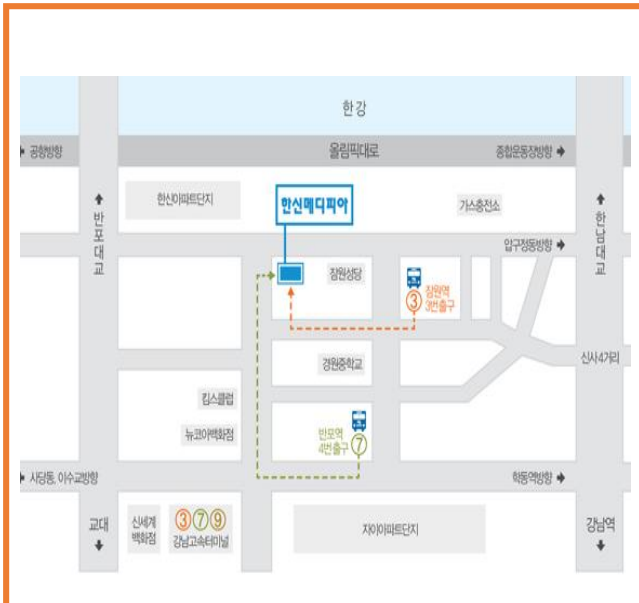 한강
공항방향
올림픽대로
종합운동장방향
반포대교
한신아파트단지
한신메디피아
가스충전소
한남대교
압구정동방향
잠원성당
3
잠원역
3번출구
경원중학교
신사4거리
킴스클럽
뉴코아백화점
반포역
4번출구
7
사당동, 이수교방향
학동역방향
교대
신세계
백화점
3 7 9
강남고속터미널
자이아파트단지
강남역